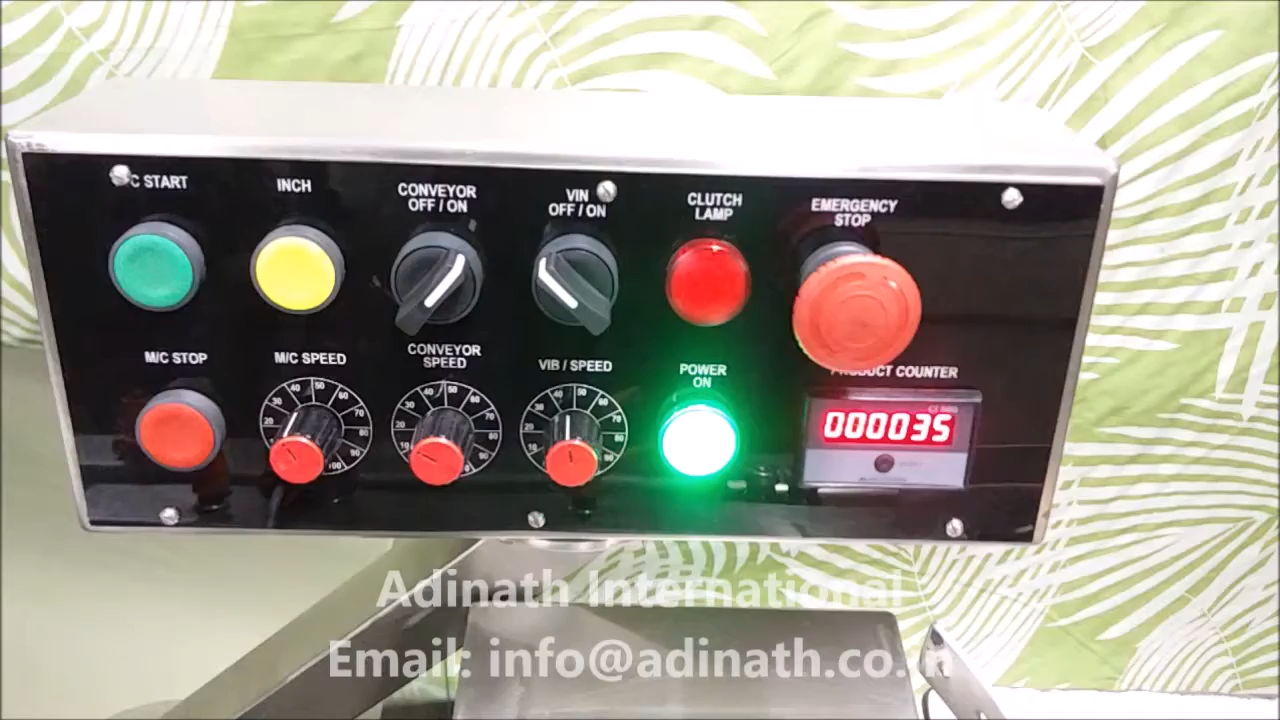 C START
INCH
CONVEYOR
OFF / ON
VIN
OFF / ON
CLUTCH
LAMP
EMERGENCY
STOP
M/C STOP
M/C SPEED
CONVEYOR
SPEED
VIB / SPEED
POWER
ON
PRODUCT COUNTER
000035
Adinath International
Email: info@adinath.co.in